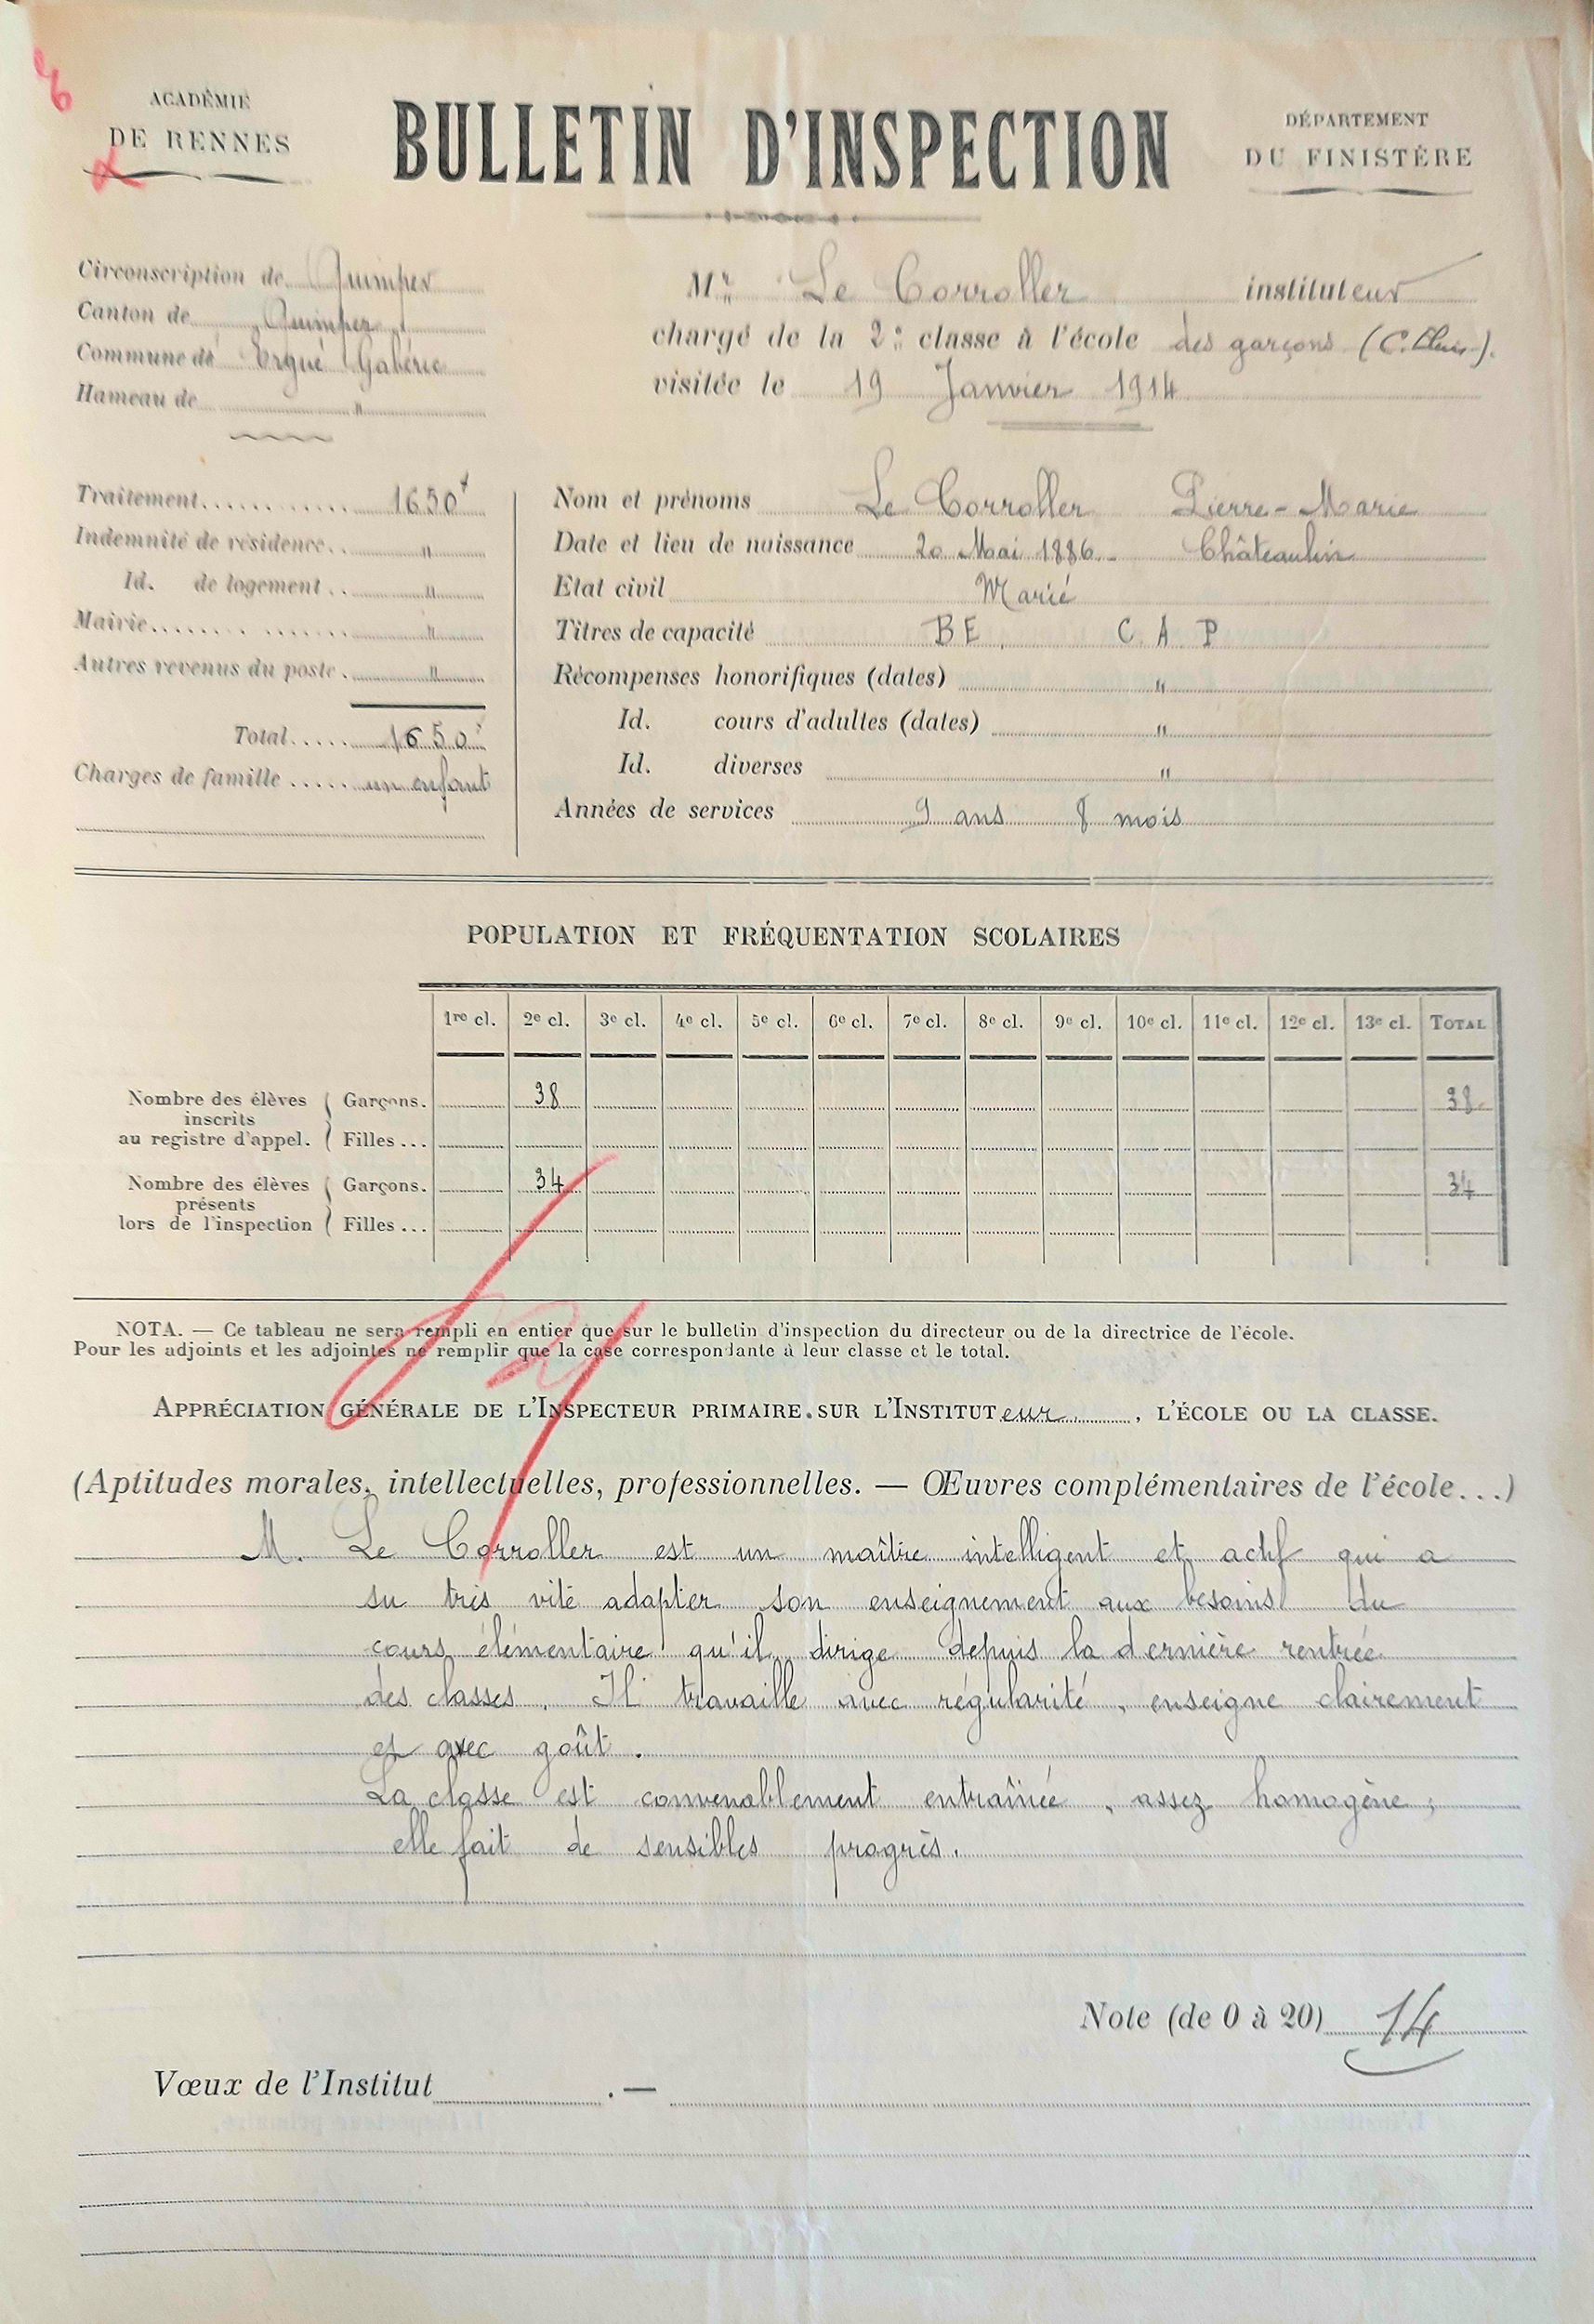 ACADÉMIE
DE RENNES
BULLETIN D'INSPECTION
DÉPARTEMENT
DU FINISTÈRE
Circonscription de Quimper
Canton de Quimper
Commune de Ergué Gabéric
Hameau de "
Mr Le Corroller instituteur
chargé de la 2e classe à l'école des garçons (C. Elem.).
visitée le 19 Janvier 1914
Traitement 1650f
Indemnité de résidence.. "
Id. de logement.. "
Mairie "
Autres revenus du poste. "
Total 1650f
Charges de famille un enfant
Nom et prénoms Le Corroller Pierre-Marie
Date et lieu de naissance 20 Mai 1886 - Châteaulin
Etat civil Marié
Titres de capacité BE, C. A. P
Récompenses honorifiques (dates) "
Id. cours d'adultes (dates) "
Id. diverses "
Années de services 9 ans 8 mois
POPULATION ET FRÉQUENTATION SCOLAIRES
1re cl. 2e cl. 3e cl. 4e cl. 5e cl. 6e cl. 7e cl. 8e cl. 9e cl. 10e cl. 11e cl. 12e cl. 13e cl. TOTAL
Nombre des élèves inscrits au registre d'appel. Garçons. 38 38
Filles...
Nombre des élèves présents lors de l'inspection Garçons. 34 34
Filles...
NOTA. — Ce tableau ne sera rempli en entier que sur le bulletin d'inspection du directeur ou de la directrice de l'école.
Pour les adjoints et les adjointes ne remplir que la case correspondante à leur classe et le total.
APPRÉCIATION GÉNÉRALE DE L'INSPECTEUR PRIMAIRE SUR L'INSTITUTeur, L'ÉCOLE OU LA CLASSE.
(Aptitudes morales, intellectuelles, professionnelles. — Œuvres complémentaires de l'école...)
M. Le Corroller est un maître intelligent et actif qui a
su très vite adapter son enseignement aux besoins du
cours élémentaire qu'il dirige depuis la dernière rentrée
des classes. Il travaille avec régularité, enseigne clairement
et avec goût.
La classe est convenablement entraînée, assez homogène;
elle fait de sensibles progrès.
Note (de 0 à 20) 14
Vœux de l'Institut .—